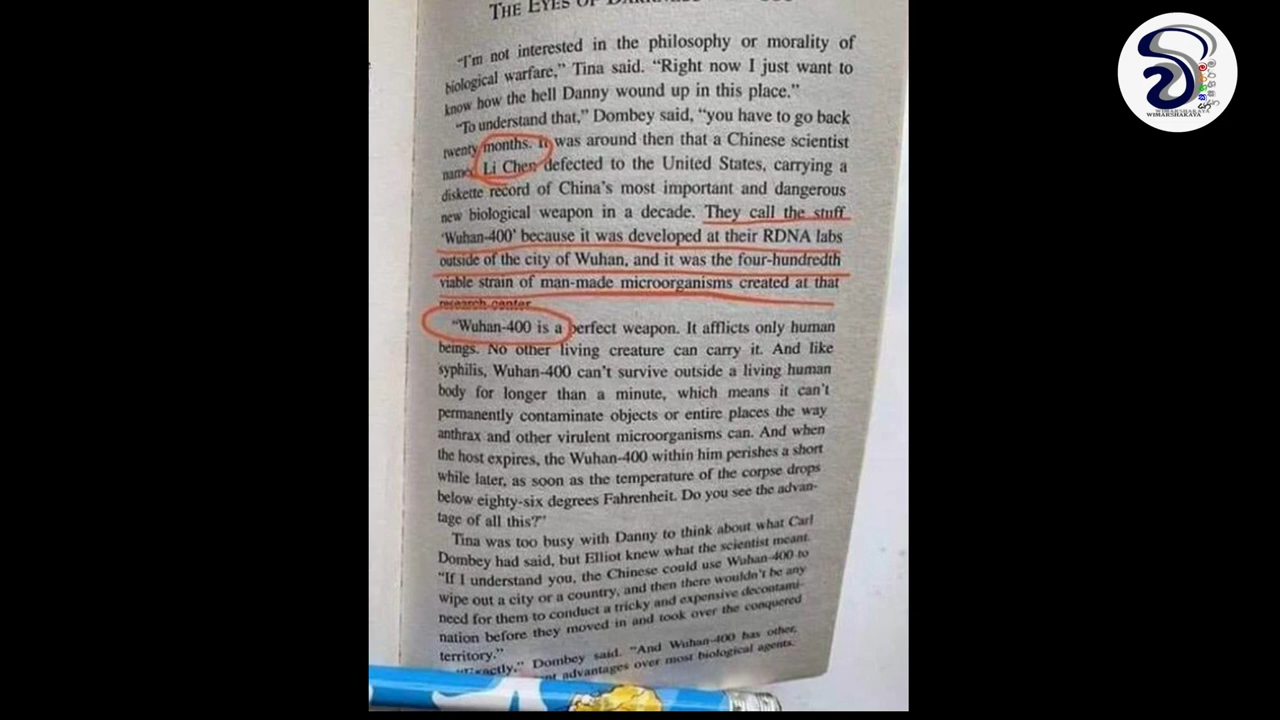 THE EYES OF DARKNESS
"I'm not interested in the philosophy or morality of
biological warfare," Tina said. "Right now I just want to
know how the hell Danny wound up in this place."
"To understand that," Dombey said, "you have to go back
twenty months. It was around then that a Chinese scientist
named Li Chen defected to the United States, carrying a
diskette record of China's most important and dangerous
new biological weapon in a decade. They call the stuff
'Wuhan-400' because it was developed at their RDNA labs
outside of the city of Wuhan, and it was the four-hundredth
viable strain of man-made microorganisms created at that
research center.
"Wuhan-400 is a perfect weapon. It afflicts only human
beings. No other living creature can carry it. And like
syphilis, Wuhan-400 can't survive outside a living human
body for longer than a minute, which means it can't
permanently contaminate objects or entire places the way
anthrax and other virulent microorganisms can. And when
the host expires, the Wuhan-400 within him perishes a short
while later, as soon as the temperature of the corpse drops
below eighty-six degrees Fahrenheit. Do you see the advan-
tage of all this?"
Tina was too busy with Danny to think about what Carl
Dombey had said, but Elliot knew what the scientist meant.
"If I understand you, the Chinese could use Wuhan-400 to
wipe out a city or a country, and then there wouldn't be any
need for them to conduct a tricky and expensive decontami-
nation before they moved in and took over the conquered
territory."
"Exactly," Dombey said. "And Wuhan-400 has other,
advantages over most biological agents.
WIMARSHAKAYA
WIMARSHAKAYA